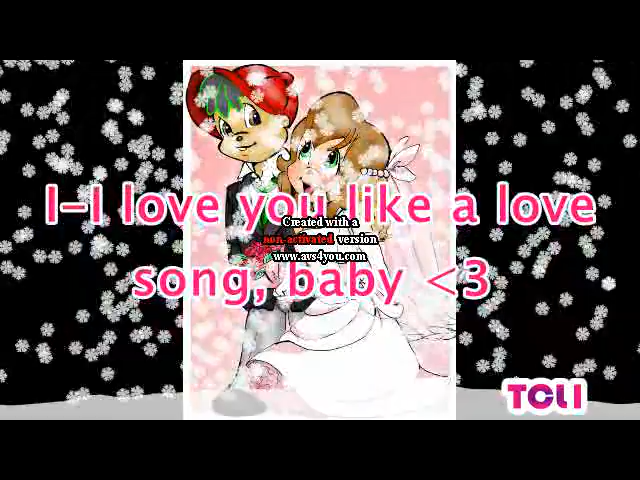 I-I love you like a love
song, baby <3
Created with a
non-activated version
www.avs4you.com
TCLI